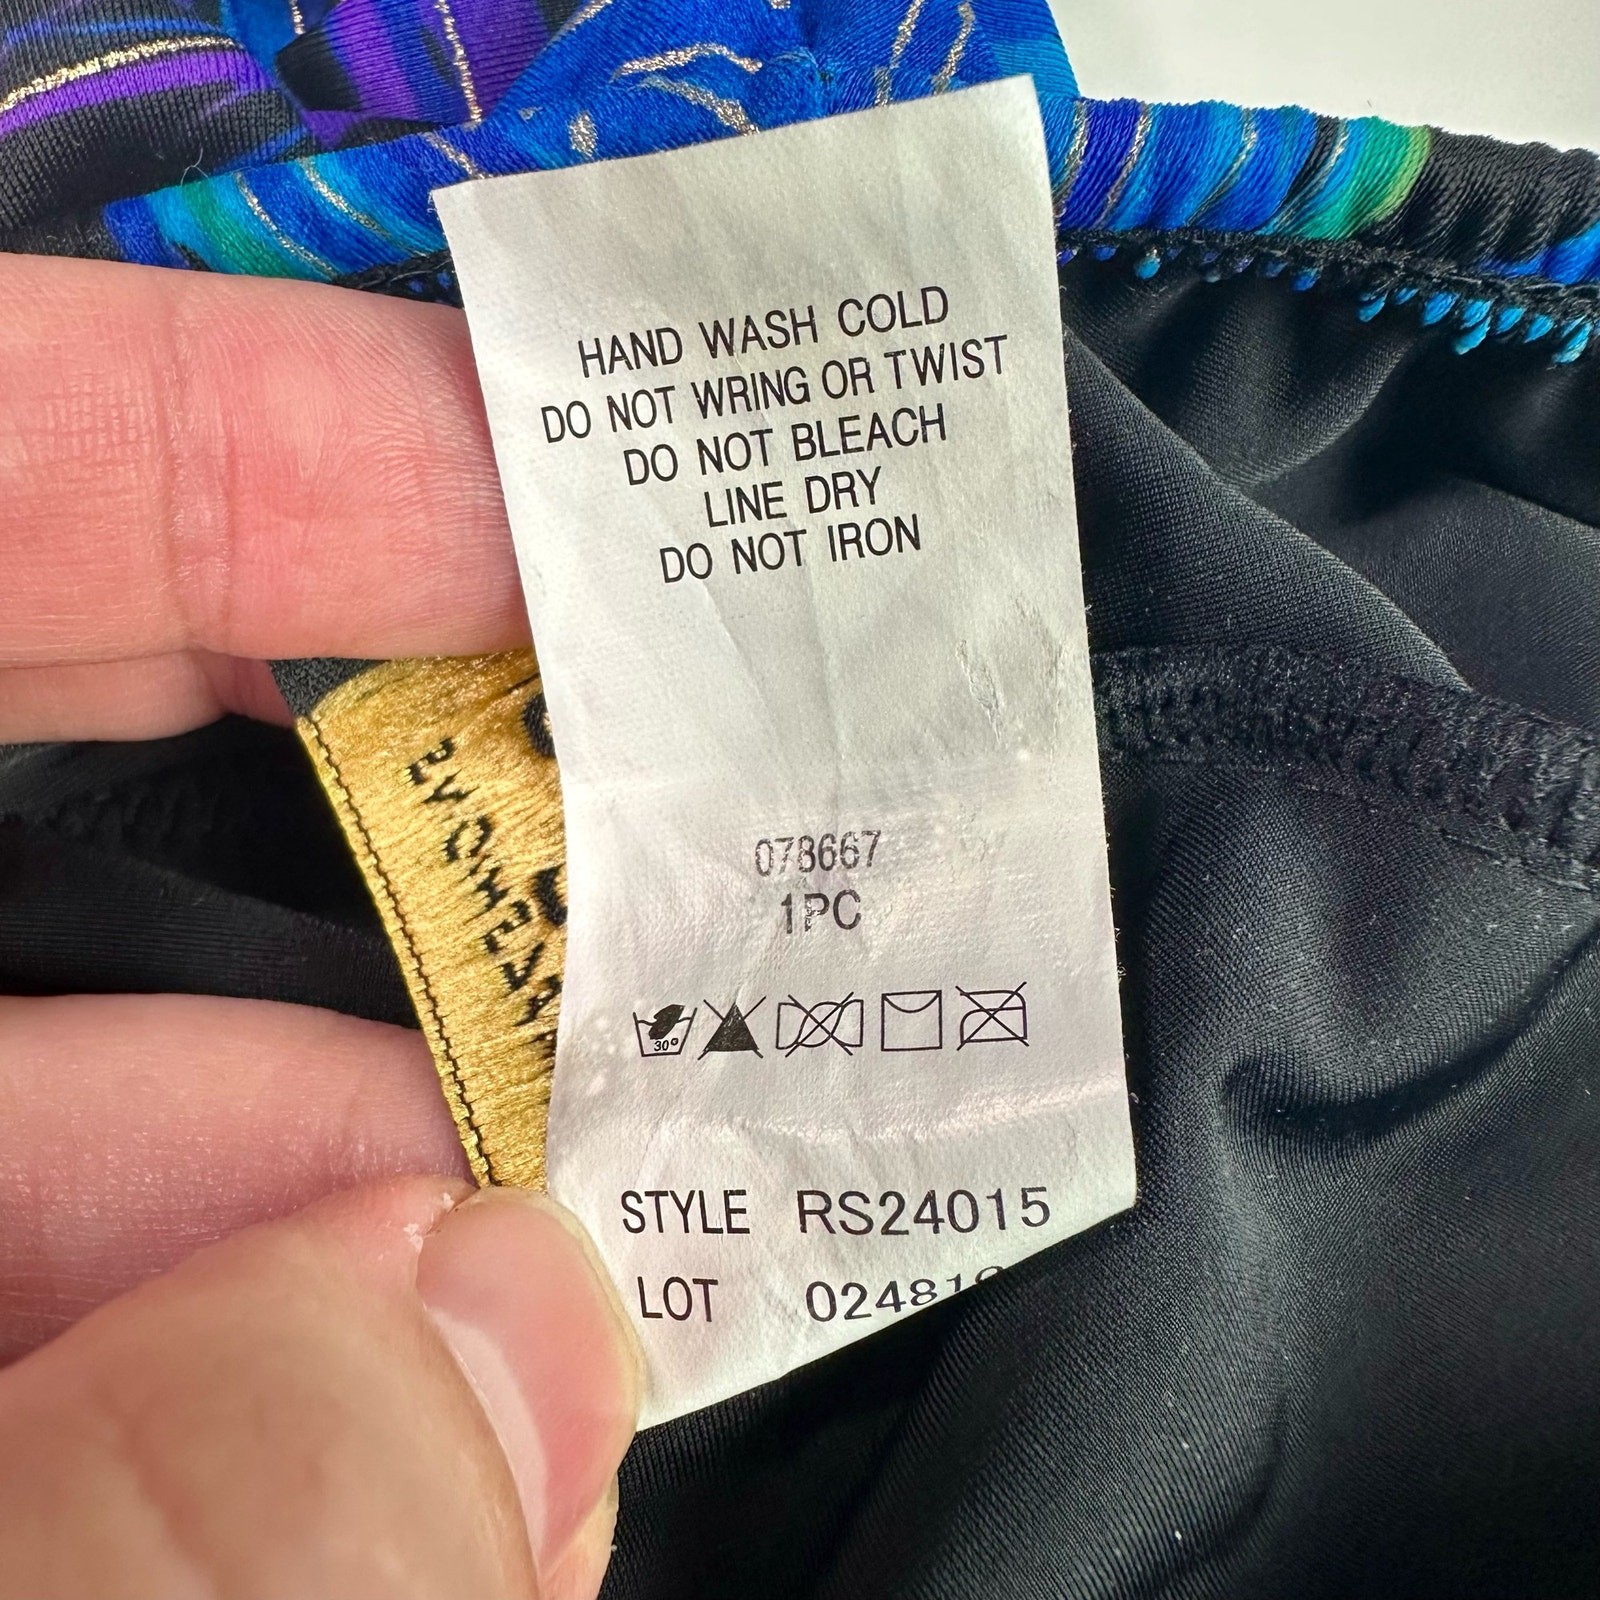 HAND WASH COLD
DO NOT WRING OR TWIST
DO NOT BLEACH
LINE DRY
DO NOT IRON
078667
1PC
30°
STYLE RS24015
LOT